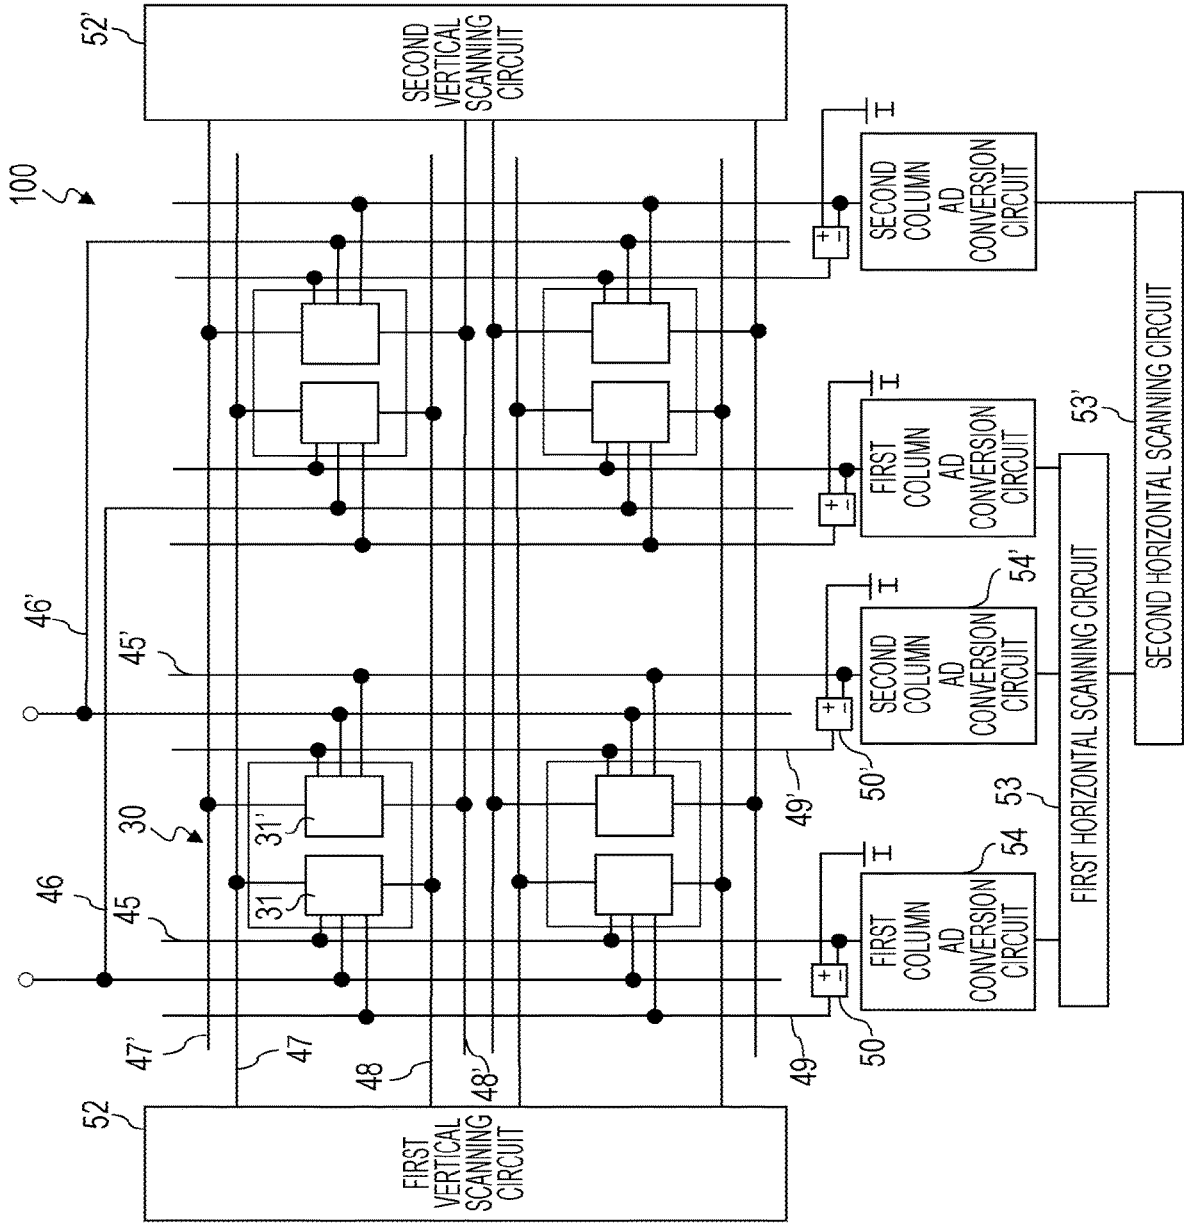 100
52'
SECOND
VERTICAL
SCANNING
CIRCUIT
46'
45'
46
45
30
31'
31
47'
47
48
48'
52
FIRST
VERTICAL
SCANNING
CIRCUIT
49
49'
50
50'
+
−
+
−
+
−
+
−
FIRST
COLUMN
AD
CONVERSION
CIRCUIT
54
SECOND
COLUMN
AD
CONVERSION
CIRCUIT
54'
FIRST
COLUMN
AD
CONVERSION
CIRCUIT
SECOND
COLUMN
AD
CONVERSION
CIRCUIT
53
FIRST HORIZONTAL SCANNING CIRCUIT
53'
SECOND HORIZONTAL SCANNING CIRCUIT